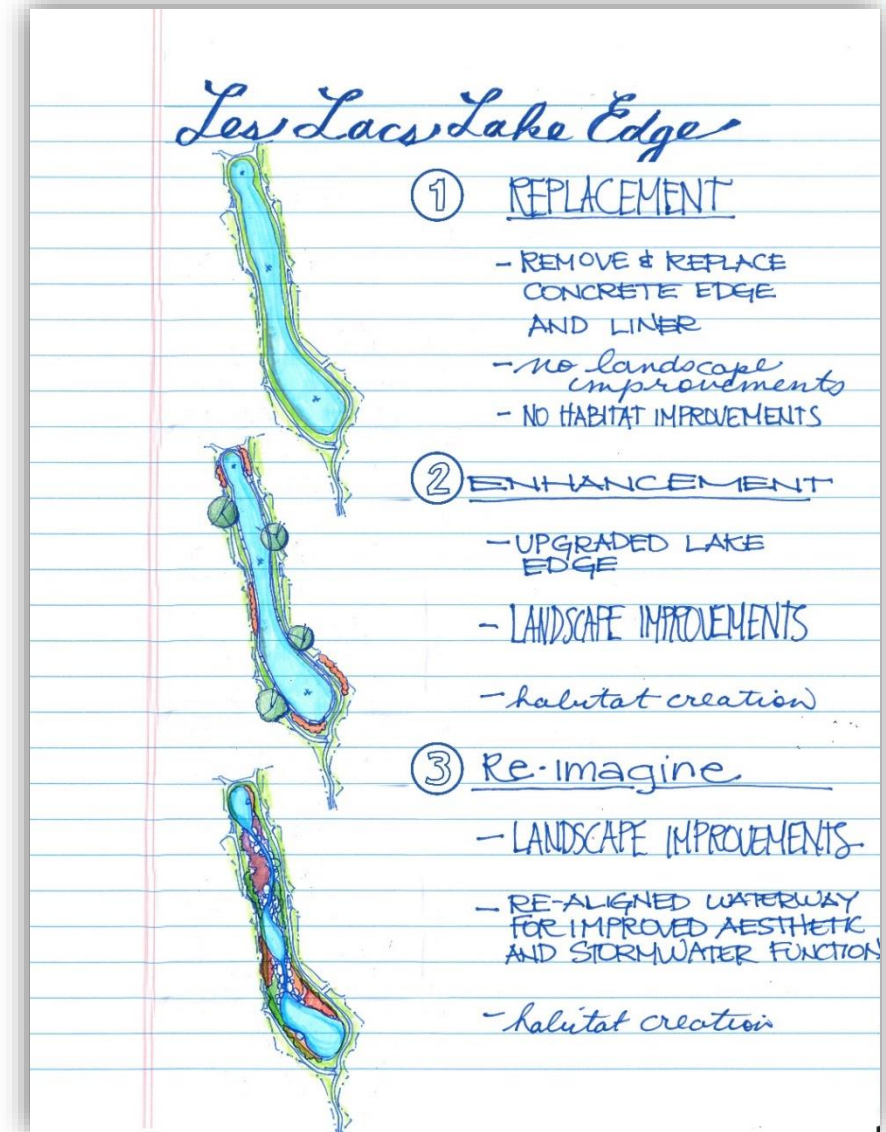 Les Lacs Lake Edge
① REPLACEMENT
- REMOVE & REPLACE
CONCRETE EDGE
AND LINER
- no landscape
improvements
- NO HABITAT IMPROVEMENTS
② ENHANCEMENT
- UPGRADED LAKE
EDGE
- LANDSCAPE IMPROVEMENTS
- habitat creation
③ Re-Imagine
- LANDSCAPE IMPROVEMENTS
- RE-ALIGNED WATERWAY
FOR IMPROVED AESTHETIC
AND STORMWATER FUNCTION
- habitat creation